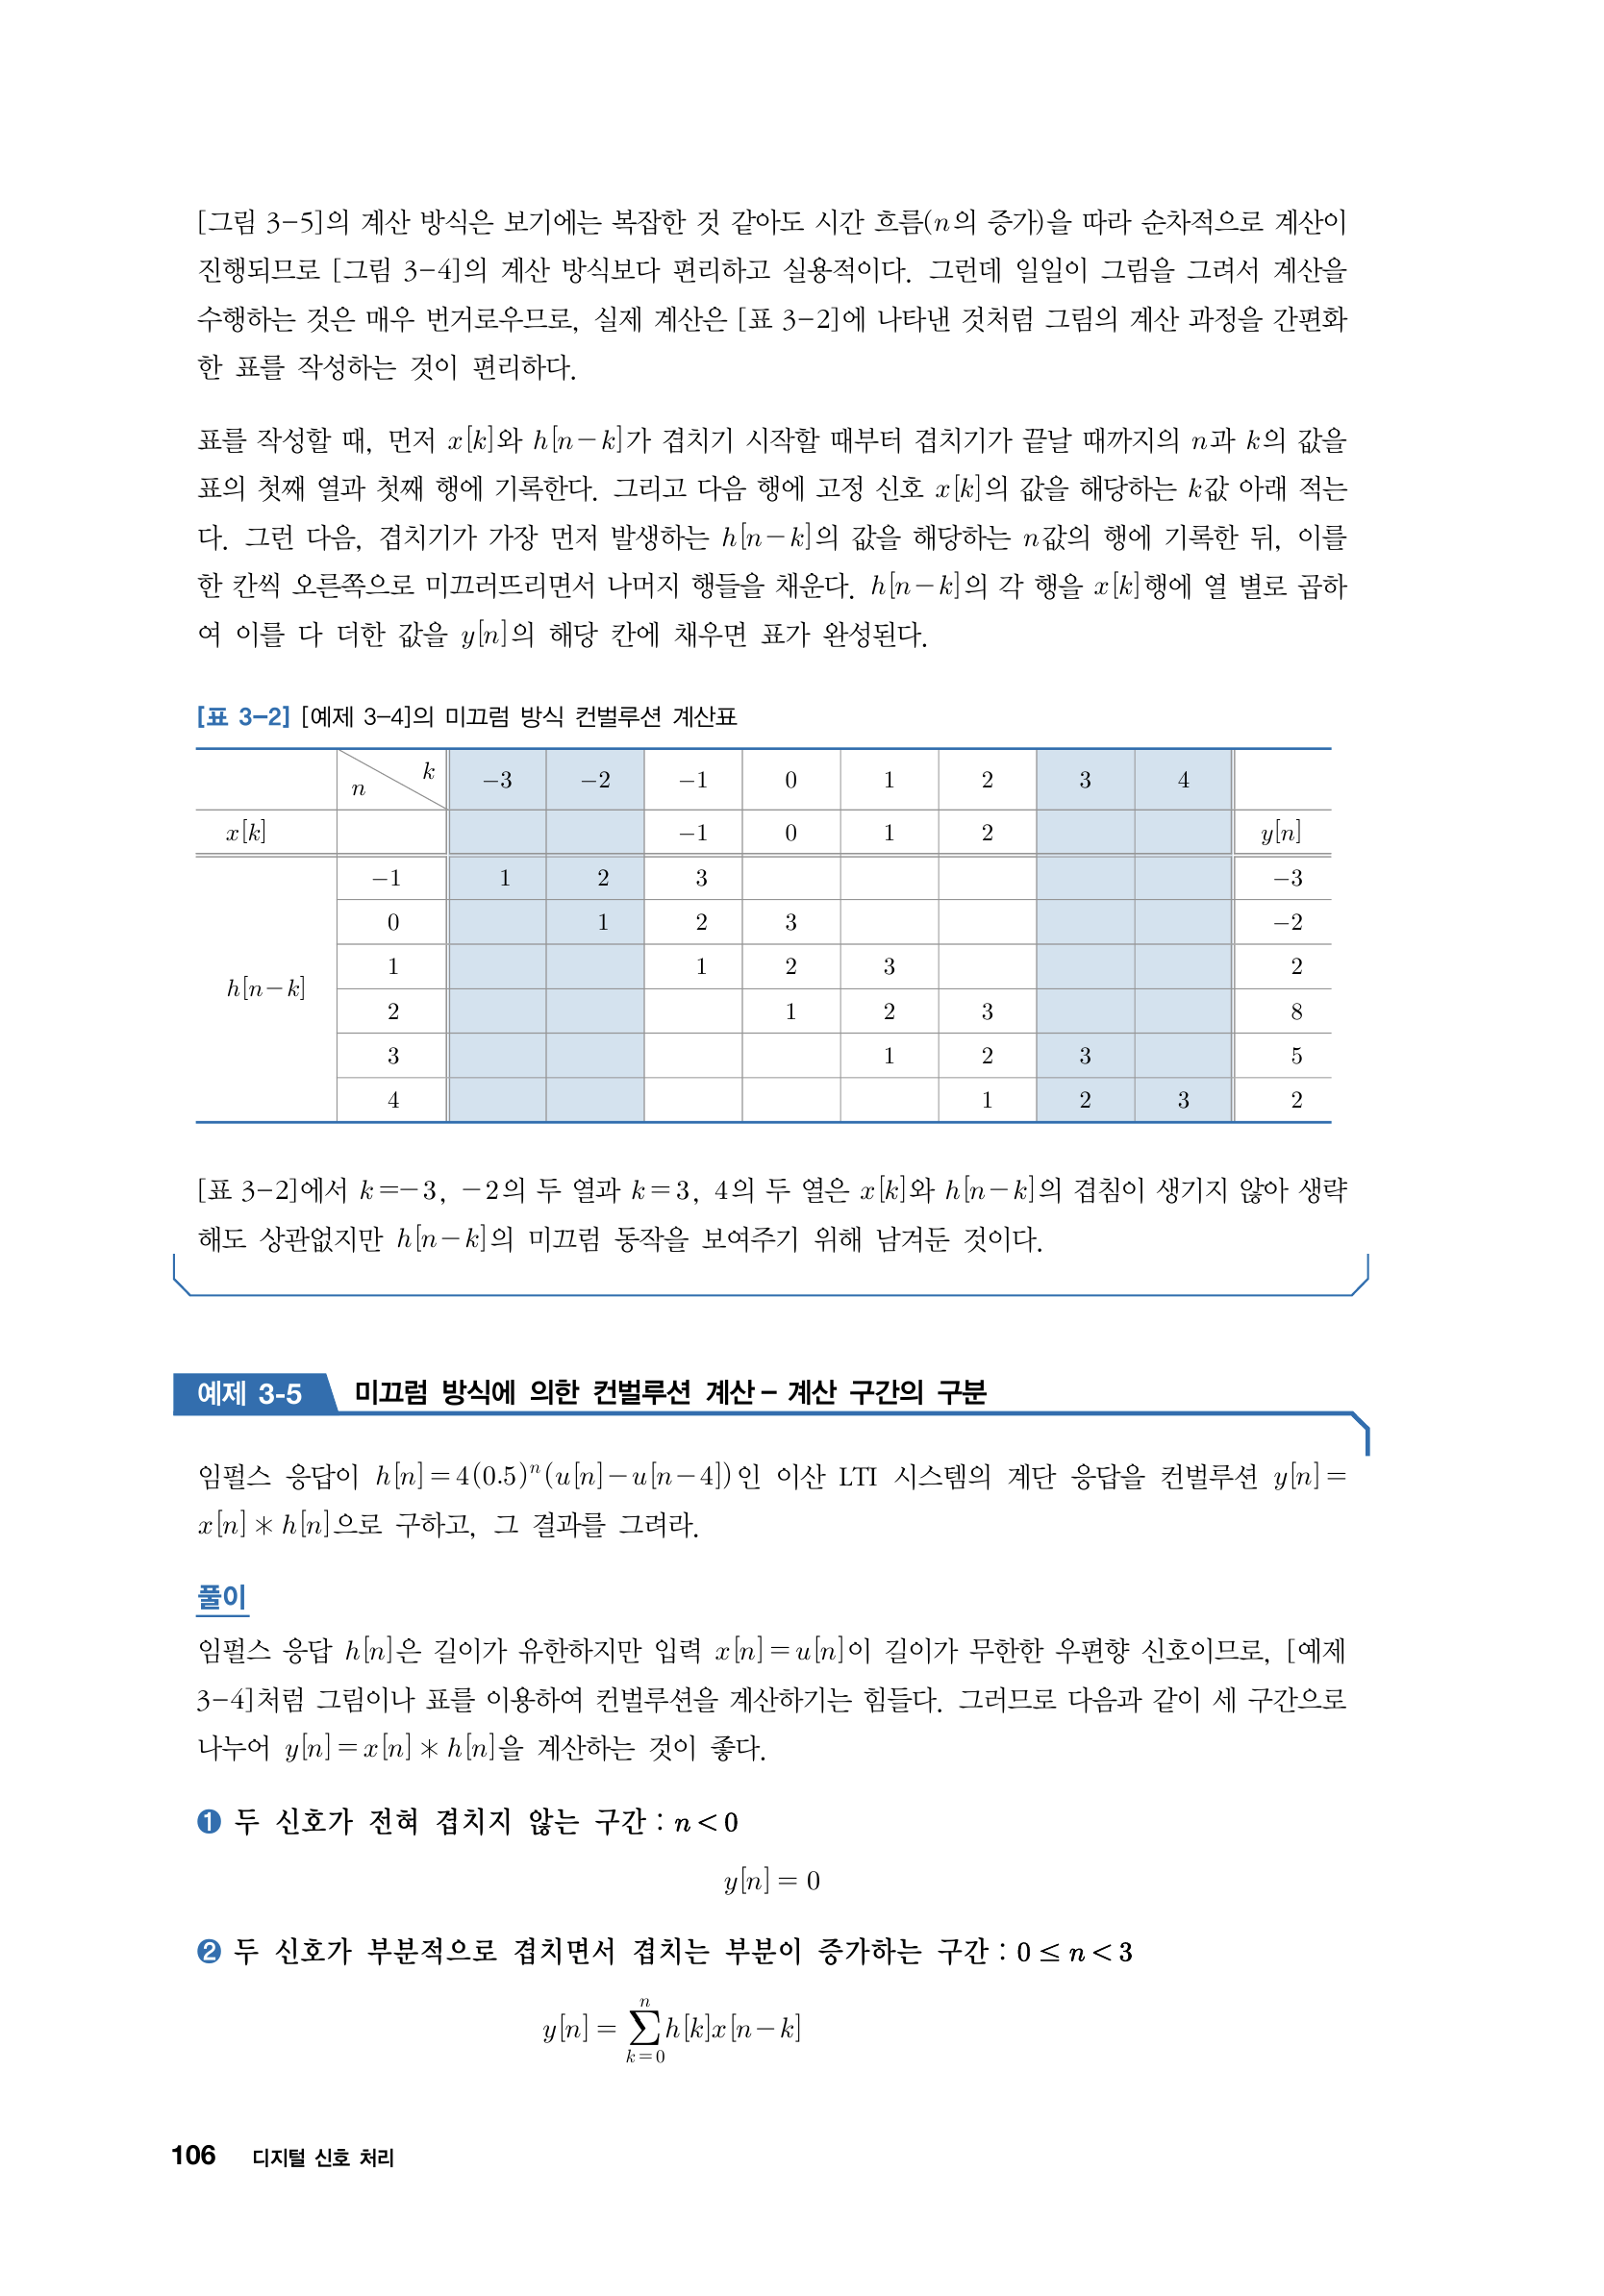 [그림 3-5]의 계산 방식은 보기에는 복잡한 것 같아도 시간 흐름(n의 증가)을 따라 순차적으로 계산이
진행되므로 [그림 3-4]의 계산 방식보다 편리하고 실용적이다. 그런데 일일이 그림을 그려서 계산을
수행하는 것은 매우 번거로우므로, 실제 계산은 [표 3-2]에 나타낸 것처럼 그림의 계산 과정을 간편화
한 표를 작성하는 것이 편리하다.
표를 작성할 때, 먼저 x[k]와 h[n-k]가 겹치기 시작할 때부터 겹치기가 끝날 때까지의 n과 k의 값을
표의 첫째 열과 첫째 행에 기록한다. 그리고 다음 행에 고정 신호 x[k]의 값을 해당하는 k값 아래 적는
다. 그런 다음, 겹치기가 가장 먼저 발생하는 h[n-k]의 값을 해당하는 n값의 행에 기록한 뒤, 이를
한 칸씩 오른쪽으로 미끄러뜨리면서 나머지 행들을 채운다. h[n-k]의 각 행을 x[k]행에 열 별로 곱하
여 이를 다 더한 값을 y[n]의 해당 칸에 채우면 표가 완성된다.
[표 3-2] [예제 3-4]의 미끄럼 방식 컨벌루션 계산표
n k -3 -2 -1 0 1 2 3 4
x[k] -1 0 1 2 y[n]
-1 1 2 3 -3
0 1 2 3 -2
1 1 2 3 2
h[n-k]
2 1 2 3 8
3 1 2 3 5
4 1 2 3 2
[표 3-2]에서 k=-3, -2의 두 열과 k=3, 4의 두 열은 x[k]와 h[n-k]의 겹침이 생기지 않아 생략
해도 상관없지만 h[n-k]의 미끄럼 동작을 보여주기 위해 남겨둔 것이다.
예제 3-5 미끄럼 방식에 의한 컨벌루션 계산 - 계산 구간의 구분
임펄스 응답이 h[n]=4(0.5)ⁿ(u[n]-u[n-4])인 이산 LTI 시스템의 계단 응답을 컨벌루션 y[n]=
x[n]*h[n]으로 구하고, 그 결과를 그려라.
풀이
임펄스 응답 h[n]은 길이가 유한하지만 입력 x[n]=u[n]이 길이가 무한한 우편향 신호이므로, [예제
3-4]처럼 그림이나 표를 이용하여 컨벌루션을 계산하기는 힘들다. 그러므로 다음과 같이 세 구간으로
나누어 y[n]=x[n]*h[n]을 계산하는 것이 좋다.
❶ 두 신호가 전혀 겹치지 않는 구간 : n<0
y[n] = 0
❷ 두 신호가 부분적으로 겹치면서 겹치는 부분이 증가하는 구간 : 0 ≤ n < 3
n
y[n] = ∑ h[k]x[n-k]
k=0
106 디지털 신호 처리